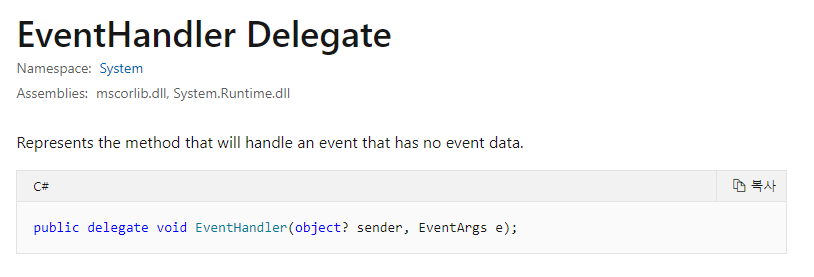 EventHandler Delegate
Namespace: System
Assemblies: mscorlib.dll, System.Runtime.dll
Represents the method that will handle an event that has no event data.
C# 복사
public delegate void EventHandler(object? sender, EventArgs e);